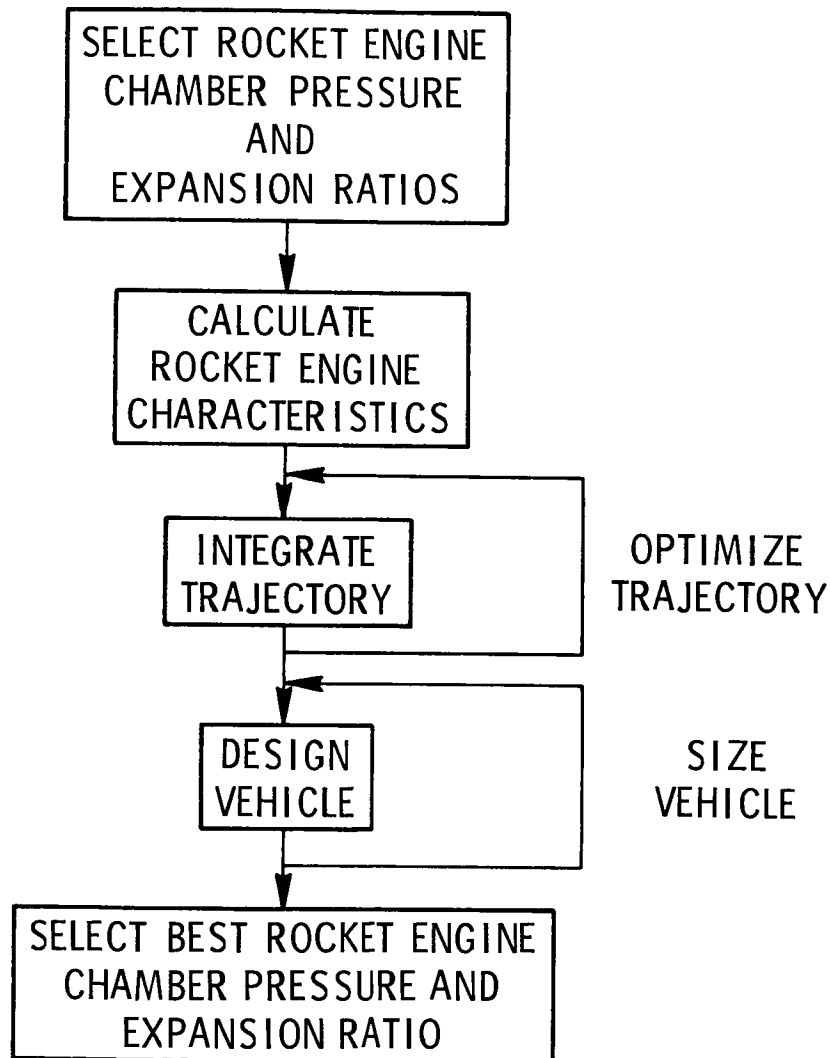 SELECT ROCKET ENGINE
CHAMBER PRESSURE
AND
EXPANSION RATIOS
CALCULATE
ROCKET ENGINE
CHARACTERISTICS
INTEGRATE
TRAJECTORY
OPTIMIZE
TRAJECTORY
DESIGN
VEHICLE
SIZE
VEHICLE
SELECT BEST ROCKET ENGINE
CHAMBER PRESSURE AND
EXPANSION RATIO